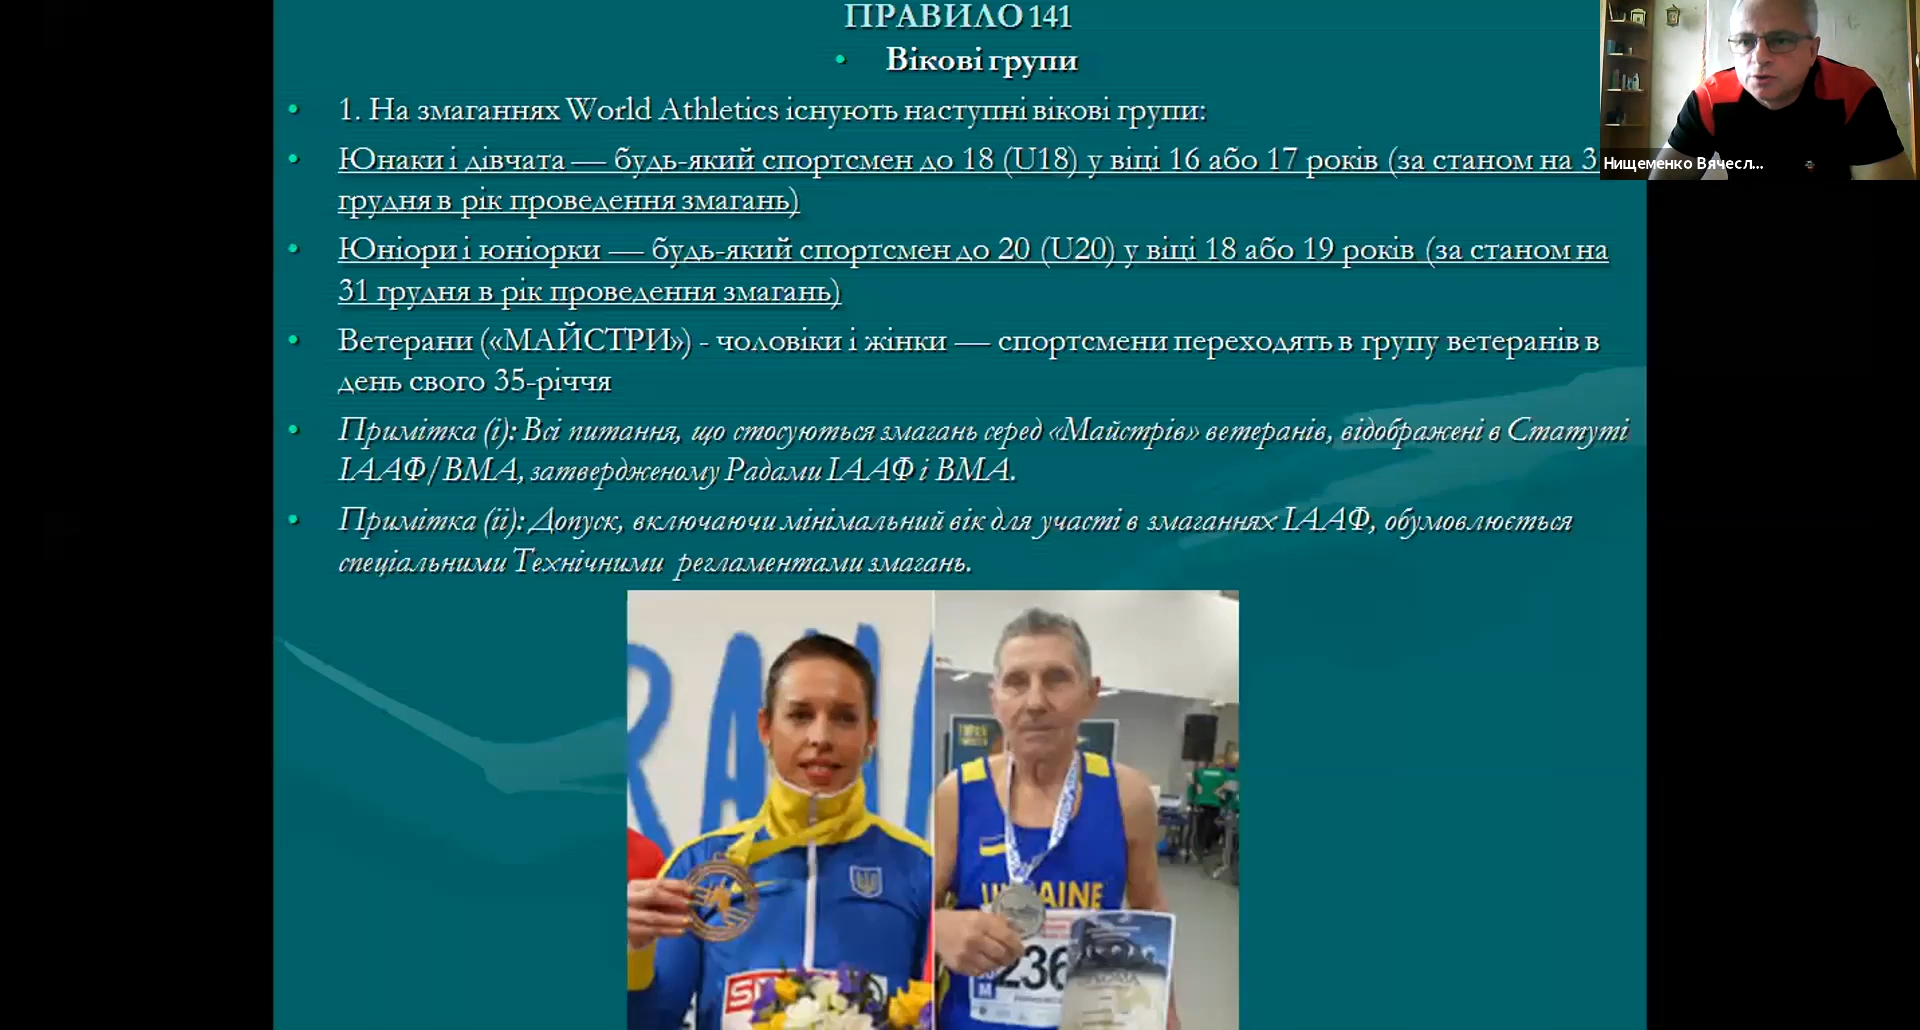 ПРАВИЛО 141
• Вікові групи
• 1. На змаганнях World Athletics існують наступні вікові групи:
• Юнаки і дівчата — будь-який спортсмен до 18 (U18) у віці 16 або 17 років (за станом на 3
грудня в рік проведення змагань)
• Юніори і юніорки — будь-який спортсмен до 20 (U20) у віці 18 або 19 років (за станом на
31 грудня в рік проведення змагань)
• Ветерани («МАЙСТРИ») - чоловіки і жінки — спортсмени переходять в групу ветеранів в
день свого 35-річчя
• Примітка (i): Всі питання, що стосуються змагань серед «Майстрів» ветеранів, відображені в Статуті
ІААФ/ВМА, затвердженому Радами ІААФ і ВМА.
• Примітка (ii): Допуск, включаючи мінімальний вік для участі в змаганнях ІААФ, обумовлюється
спеціальними Технічними регламентами змагань.
Нищеменко Вячесл...
UKRAINE
236